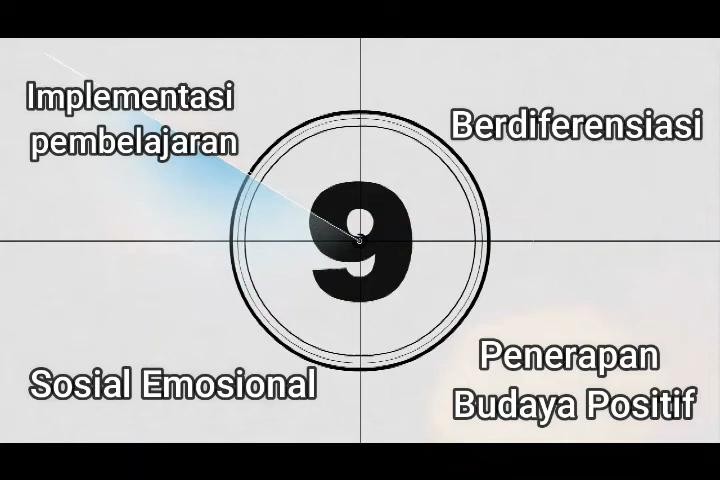 Implementasi
pembelajaran
Berdiferensiasi
9
Sosial Emosional
Penerapan
Budaya Positif